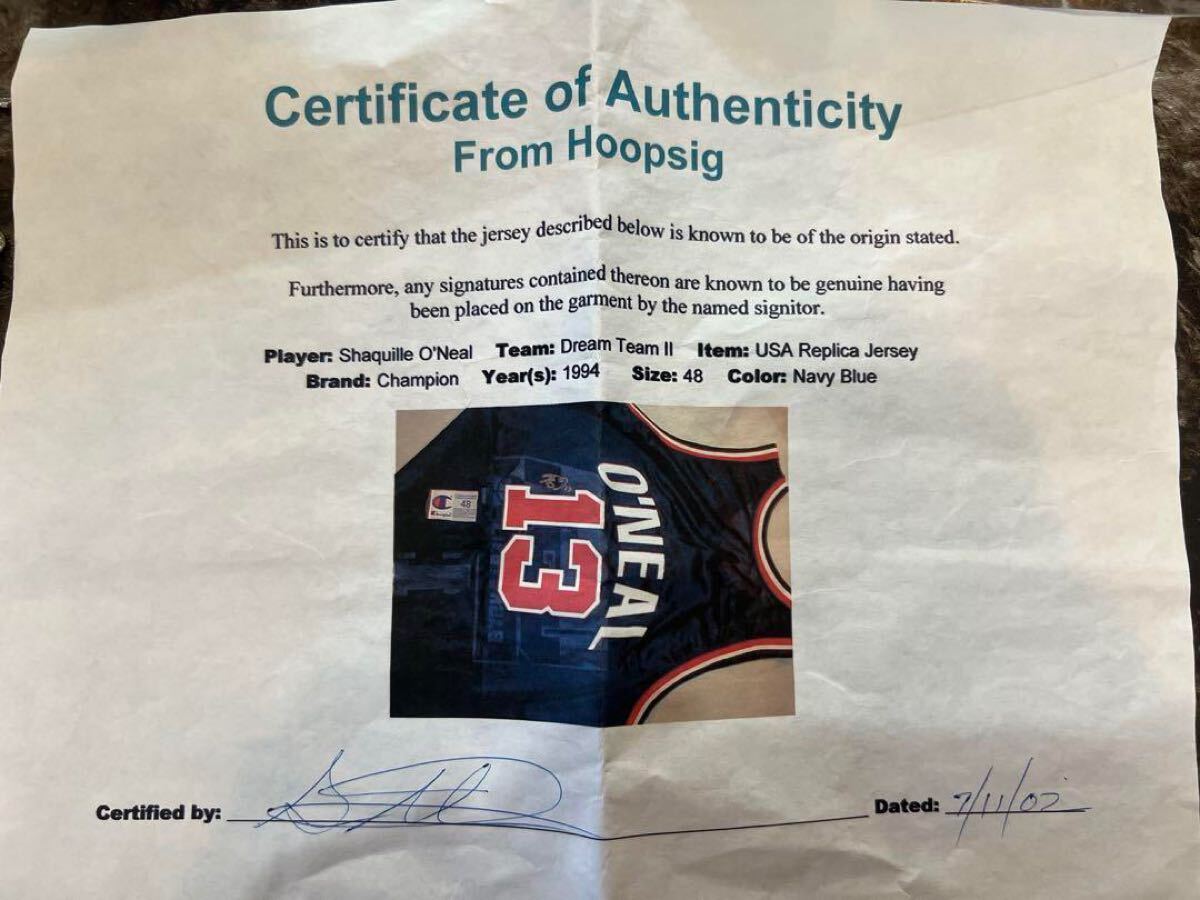 Certificate of Authenticity
From Hoopsig
This is to certify that the jersey described below is known to be of the origin stated.
Furthermore, any signatures contained thereon are known to be genuine having
been placed on the garment by the named signitor.
Player: Shaquille O'Neal Team: Dream Team II Item: USA Replica Jersey
Brand: Champion Year(s): 1994 Size: 48 Color: Navy Blue
O'NEAL
13
48
Certified by:
Dated: 7/11/02